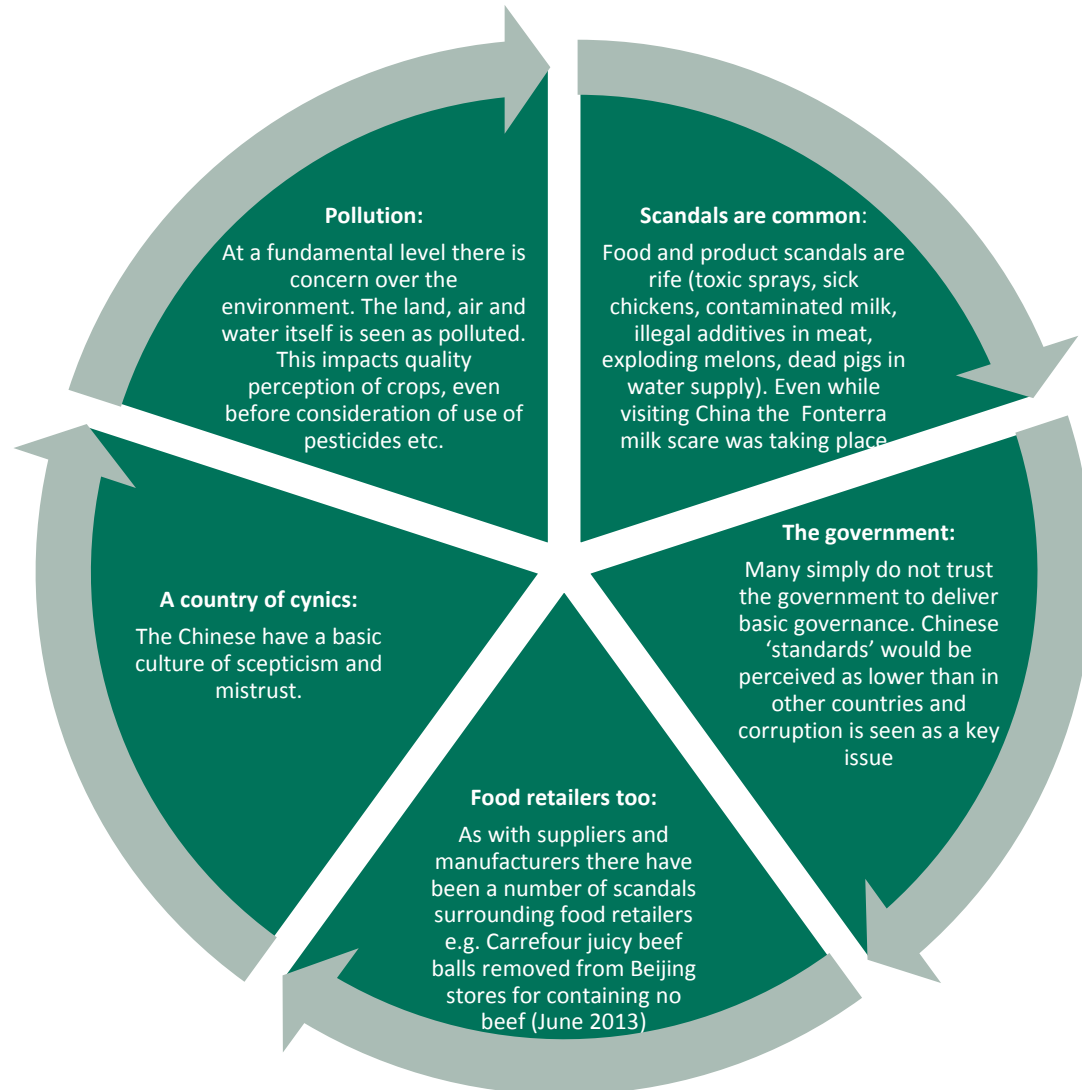 Pollution:
At a fundamental level there is
concern over the
environment. The land, air and
water itself is seen as polluted.
This impacts quality
perception of crops, even
before consideration of use of
pesticides etc.
Scandals are common:
Food and product scandals are
rife (toxic sprays, sick
chickens, contaminated milk,
illegal additives in meat,
exploding melons, dead pigs in
water supply). Even while
visiting China the Fonterra
milk scare was taking place
The government:
Many simply do not trust
the government to deliver
basic governance. Chinese
‘standards’ would be
perceived as lower than in
other countries and
corruption is seen as a key
issue
Food retailers too:
As with suppliers and
manufacturers there have
been a number of scandals
surrounding food retailers
e.g. Carrefour juicy beef
balls removed from Beijing
stores for containing no
beef (June 2013)
A country of cynics:
The Chinese have a basic
culture of scepticism and
mistrust.